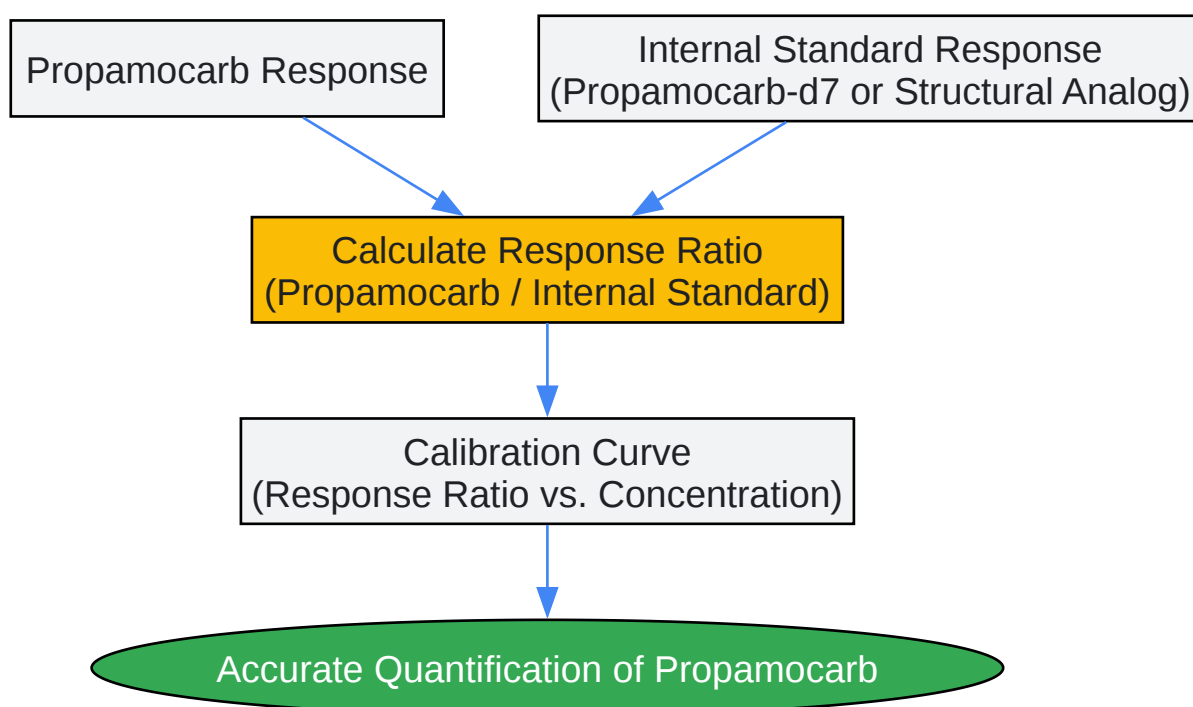 Propamocarb Response
Internal Standard Response
(Propamocarb-d7 or Structural Analog)
Calculate Response Ratio
(Propamocarb / Internal Standard)
Calibration Curve
(Response Ratio vs. Concentration)
Accurate Quantification of Propamocarb